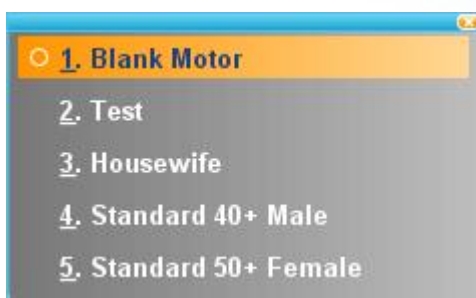 1. Blank Motor
2. Test
3. Housewife
4. Standard 40+ Male
5. Standard 50+ Female